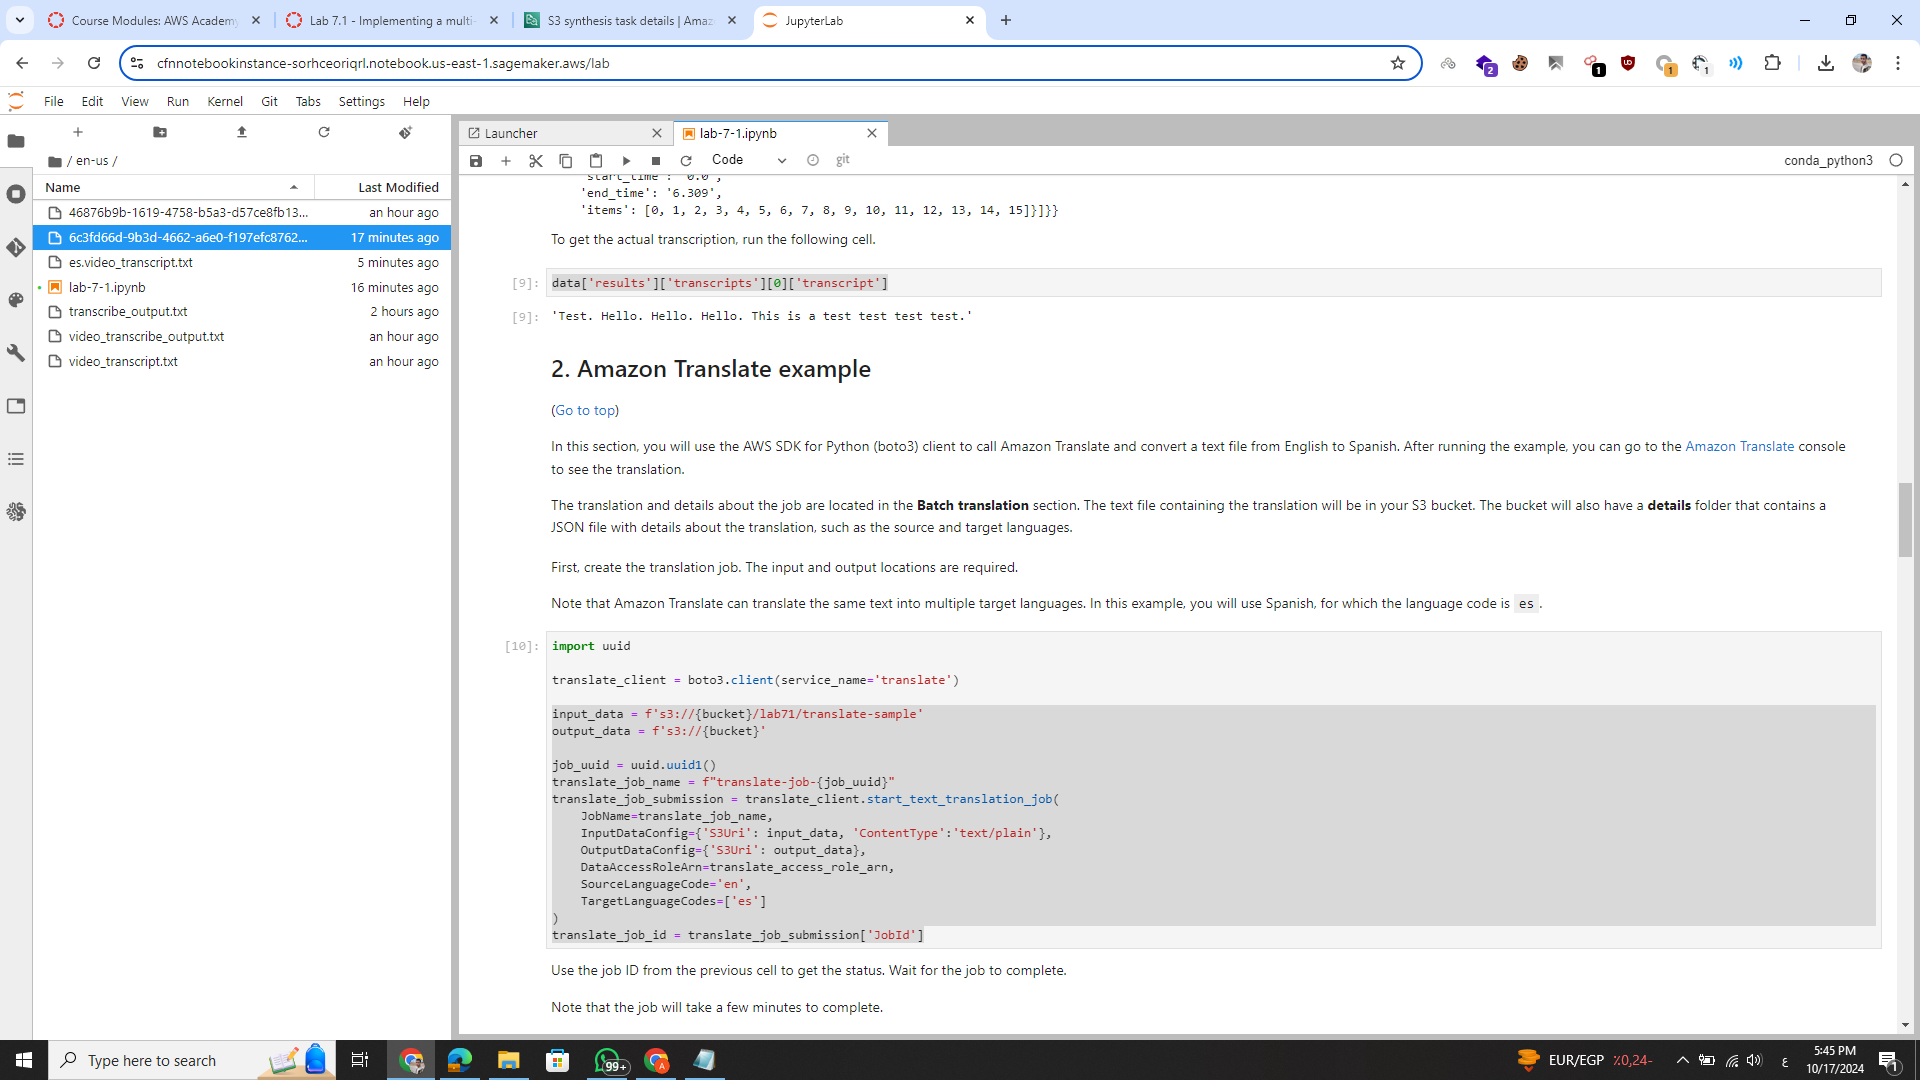 Course Modules: AWS Academy
Lab 7.1 - Implementing a multi-
S3 synthesis task details | Amaz
JupyterLab
cfnnotebookinstance-sorhceoriqrl.notebook.us-east-1.sagemaker.aws/lab
2
1
1
1
File Edit View Run Kernel Git Tabs Settings Help
/ en-us /
Name Last Modified
46876b9b-1619-4758-b5a3-d57ce8fb13... an hour ago
6c3fd66d-9b3d-4662-a6e0-f197efc8762... 17 minutes ago
es.video_transcript.txt 5 minutes ago
lab-7-1.ipynb 16 minutes ago
transcribe_output.txt 2 hours ago
video_transcribe_output.txt an hour ago
video_transcript.txt an hour ago
Launcher
lab-7-1.ipynb
Code
git
conda_python3
'start_time': '0.0',
'end_time': '6.309',
'items': [0, 1, 2, 3, 4, 5, 6, 7, 8, 9, 10, 11, 12, 13, 14, 15]}]}}
To get the actual transcription, run the following cell.
[9]: data['results']['transcripts'][0]['transcript']
[9]: 'Test. Hello. Hello. Hello. This is a test test test test.'
2. Amazon Translate example
(Go to top)
In this section, you will use the AWS SDK for Python (boto3) client to call Amazon Translate and convert a text file from English to Spanish. After running the example, you can go to the Amazon Translate console
to see the translation.
The translation and details about the job are located in the Batch translation section. The text file containing the translation will be in your S3 bucket. The bucket will also have a details folder that contains a
JSON file with details about the translation, such as the source and target languages.
First, create the translation job. The input and output locations are required.
Note that Amazon Translate can translate the same text into multiple target languages. In this example, you will use Spanish, for which the language code is es .
[10]: import uuid
translate_client = boto3.client(service_name='translate')
input_data = f's3://{bucket}/lab71/translate-sample'
output_data = f's3://{bucket}'
job_uuid = uuid.uuid1()
translate_job_name = f"translate-job-{job_uuid}"
translate_job_submission = translate_client.start_text_translation_job(
JobName=translate_job_name,
InputDataConfig={'S3Uri': input_data, 'ContentType':'text/plain'},
OutputDataConfig={'S3Uri': output_data},
DataAccessRoleArn=translate_access_role_arn,
SourceLanguageCode='en',
TargetLanguageCodes=['es']
)
translate_job_id = translate_job_submission['JobId']
Use the job ID from the previous cell to get the status. Wait for the job to complete.
Note that the job will take a few minutes to complete.
Type here to search
99+
A
EUR/EGP ٪0,24-
ع
5:45 PM
10/17/2024
1